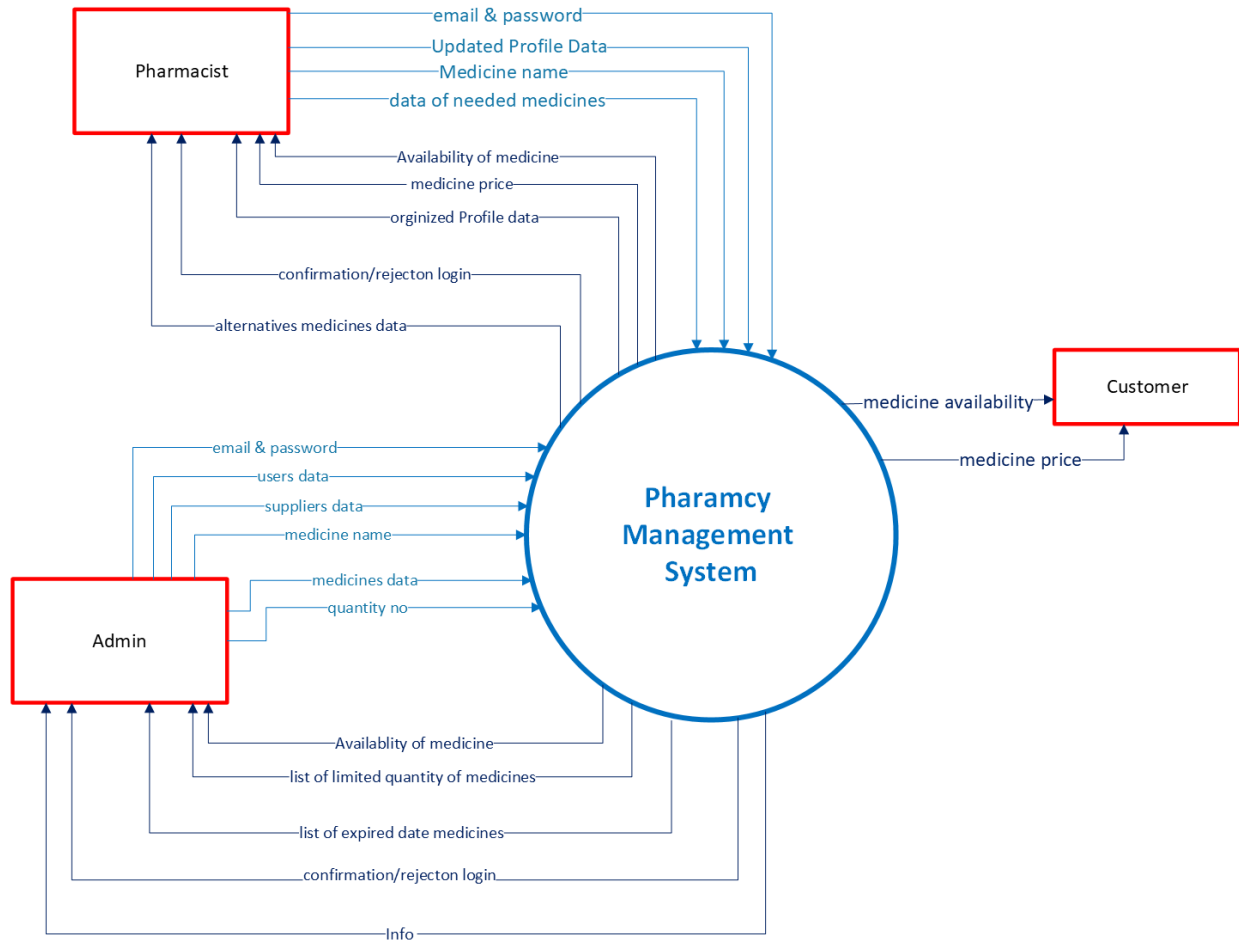 email & password
Updated Profile Data
Medicine name
data of needed medicines
Pharmacist
Availability of medicine
medicine price
orginized Profile data
confirmation/rejecton login
alternatives medicines data
Customer
medicine availability
medicine price
email & password
users data
suppliers data
medicine name
medicines data
quantity no
Pharamcy
Management
System
Admin
Availablity of medicine
list of limited quantity of medicines
list of expired date medicines
confirmation/rejecton login
Info